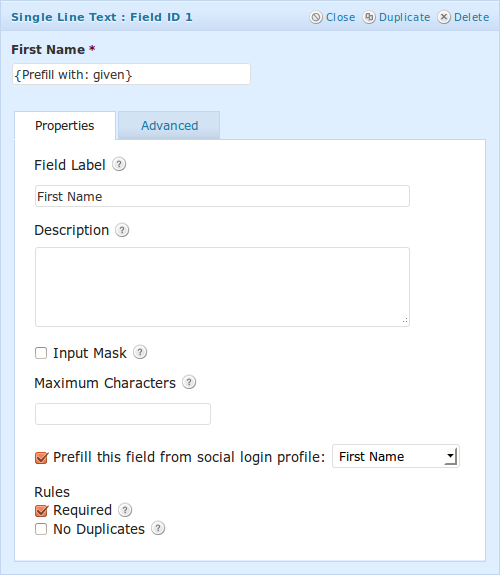 Single Line Text : Field ID 1 Close Duplicate Delete
First Name *
{Prefill with: given}
Properties Advanced
Field Label ?
First Name
Description ?
Input Mask ?
Maximum Characters ?
Prefill this field from social login profile: First Name
Rules
Required ?
No Duplicates ?